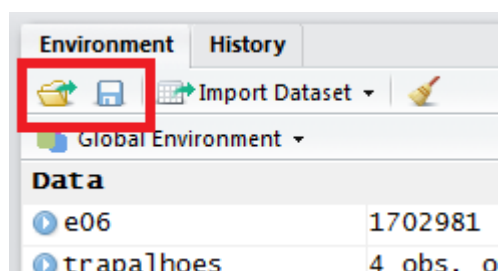 Environment History
Import Dataset
Global Environment
Data
e06 1702981
trapalhoes 4 obs. o